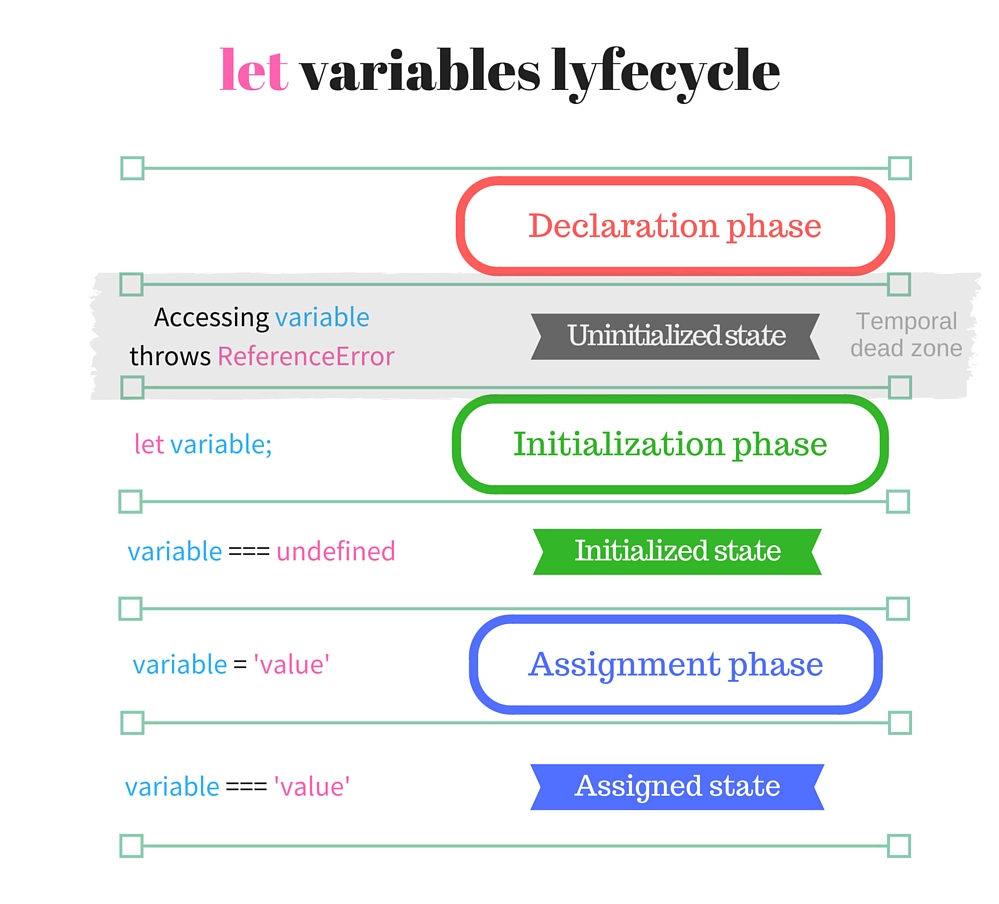 let variables lyfecycle
Declaration phase
Accessing variable
throws ReferenceError
Uninitialized state
Temporal
dead zone
let variable;
Initialization phase
variable === undefined
Initialized state
variable = 'value'
Assignment phase
variable === 'value'
Assigned state